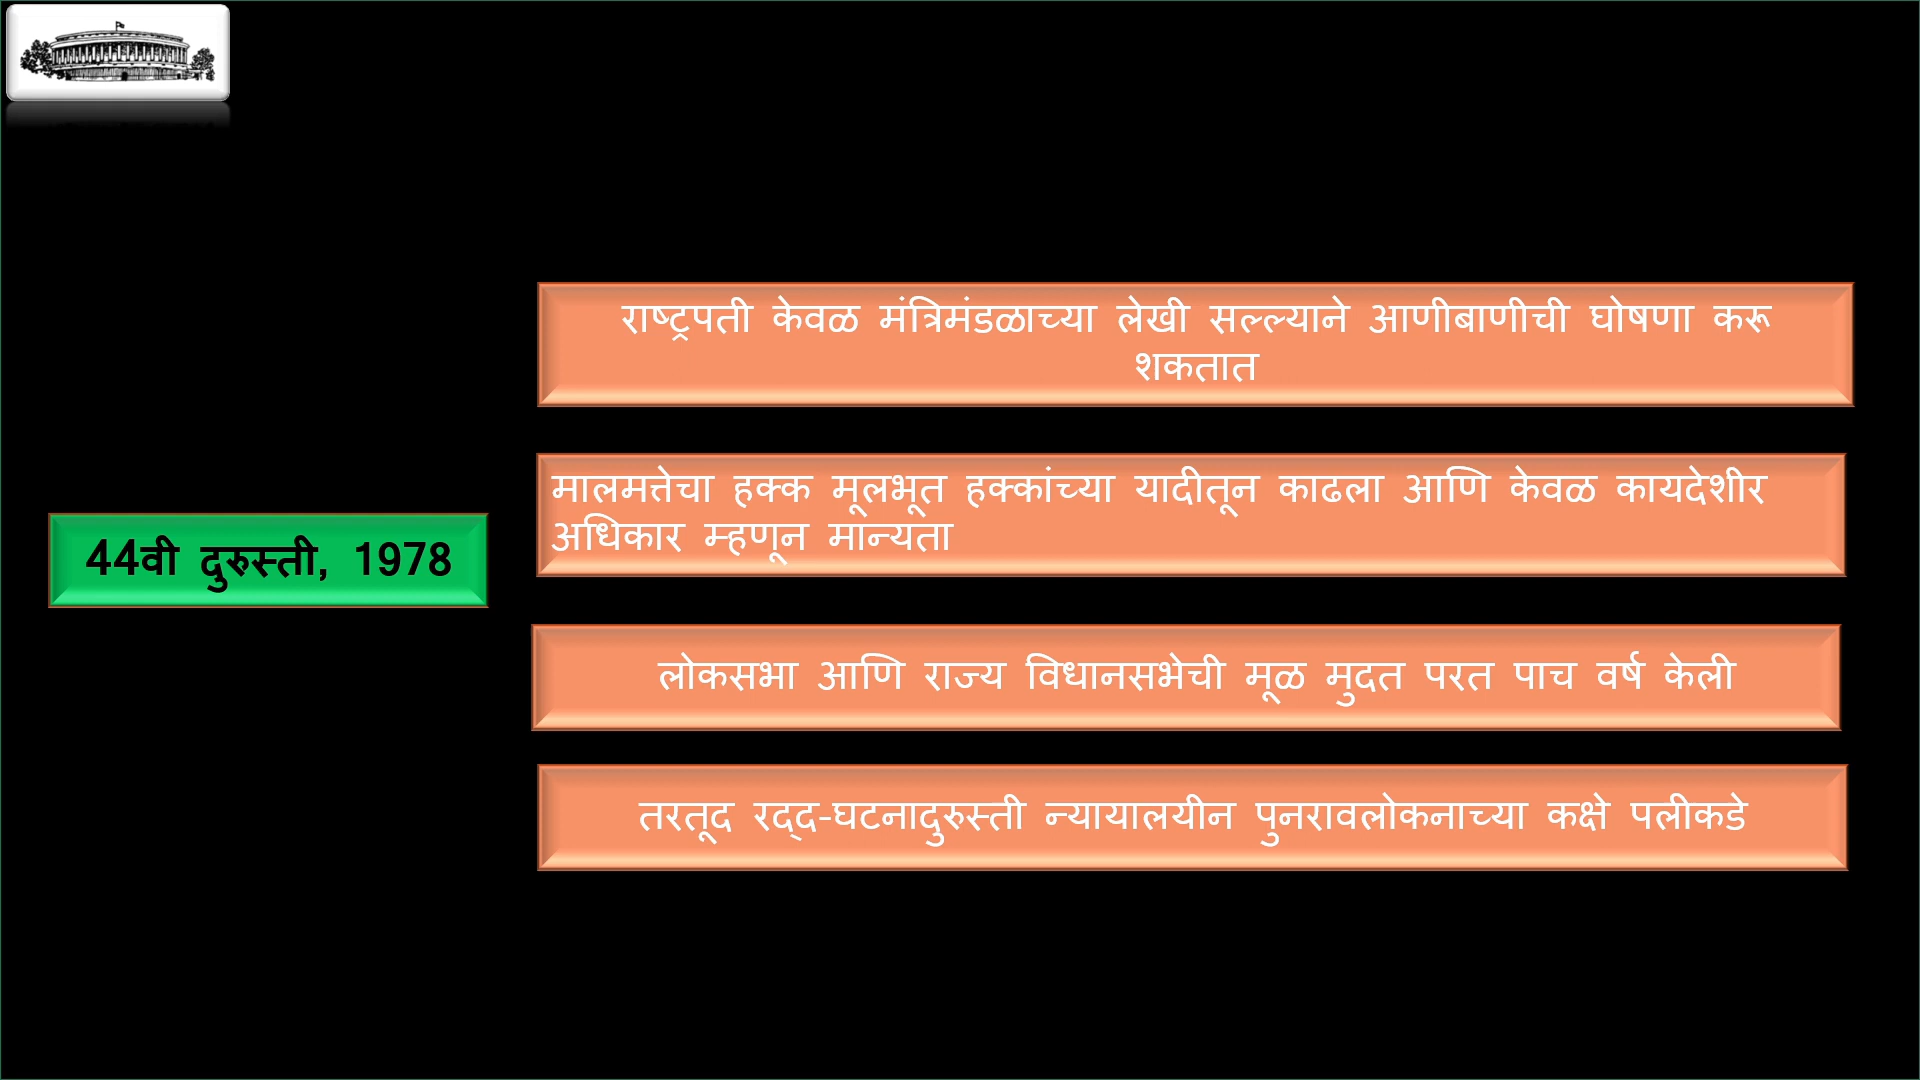 राष्ट्रपती केवळ मंत्रिमंडळाच्या लेखी सल्ल्याने आणीबाणीची घोषणा करू
शकतात
मालमत्तेचा हक्क मूलभूत हक्कांच्या यादीतून काढला आणि केवळ कायदेशीर
अधिकार म्हणून मान्यता
44वी दुरुस्ती, 1978
लोकसभा आणि राज्य विधानसभेची मूळ मुदत परत पाच वर्ष केली
तरतूद रद्द-घटनादुरुस्ती न्यायालयीन पुनरावलोकनाच्या कक्षे पलीकडे